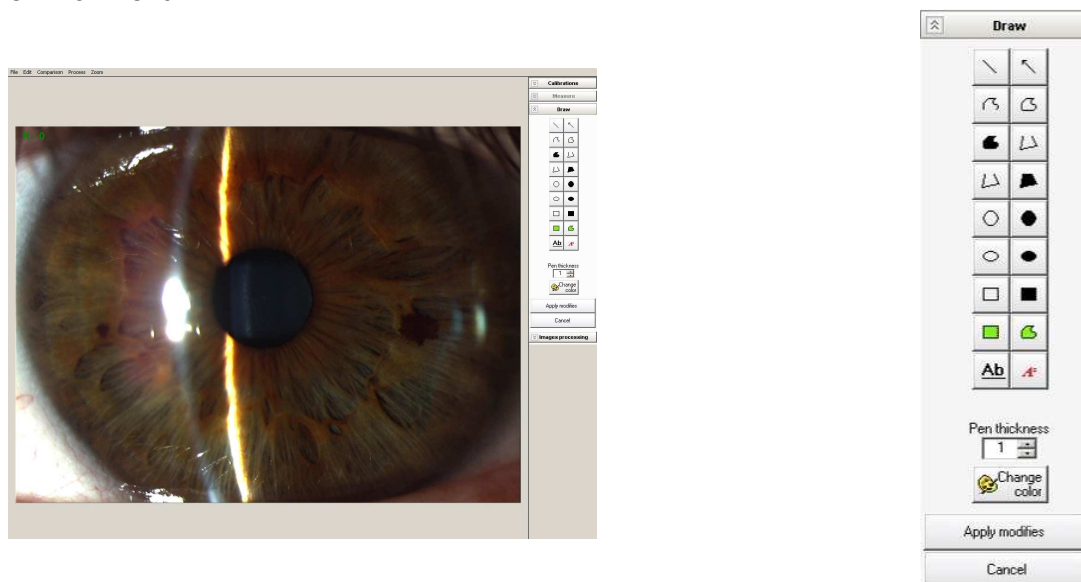 File Edit Comparison Process Zoom
Calibrations
Measure
Draw
Ab
Pen thickness
1
Change
color
Apply modifies
Cancel
Images processing
Draw
Ab
Pen thickness
1
Change
color
Apply modifies
Cancel